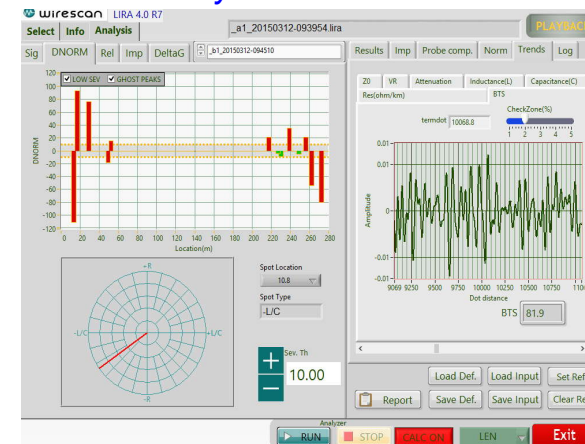 wirescan LIRA 4.0 R7
_a1_20150312-093954.lira
PLAYBACK
Select Info Analysis
Sig DNORM Rel Imp DeltaG _b1_20150312-094510
Results Imp Probe comp. Norm Trends Log
LOW SEV GHOST PEAKS
Z0 VR Attenuation Inductance(L) Capacitance(C)
Res(ohm/km) BTS
CheckZone(%)
termdot 10068.8
1 2 3 4 5
120
100
80
60
40
20
0
-20
-40
-60
-80
-100
-120
DNORM
0 20 40 60 80 100 120 140 160 180 200 220 240 260 280
Location(m)
0.01
0.01
0
-0.01
-0.01
Amplitude
9069 9250 9500 9750 10000 10250 10500 10750 1100
Dot distance
BTS 81.9
+R
-L/C
+L/C
-R
Spot Location
10.8
Spot Type
-L/C
Sev. Th
10.00
Load Def. Load Input Set Ref
Report Save Def. Save Input Clear Re
Analyzer
RUN STOP CALC ON LEN Exit